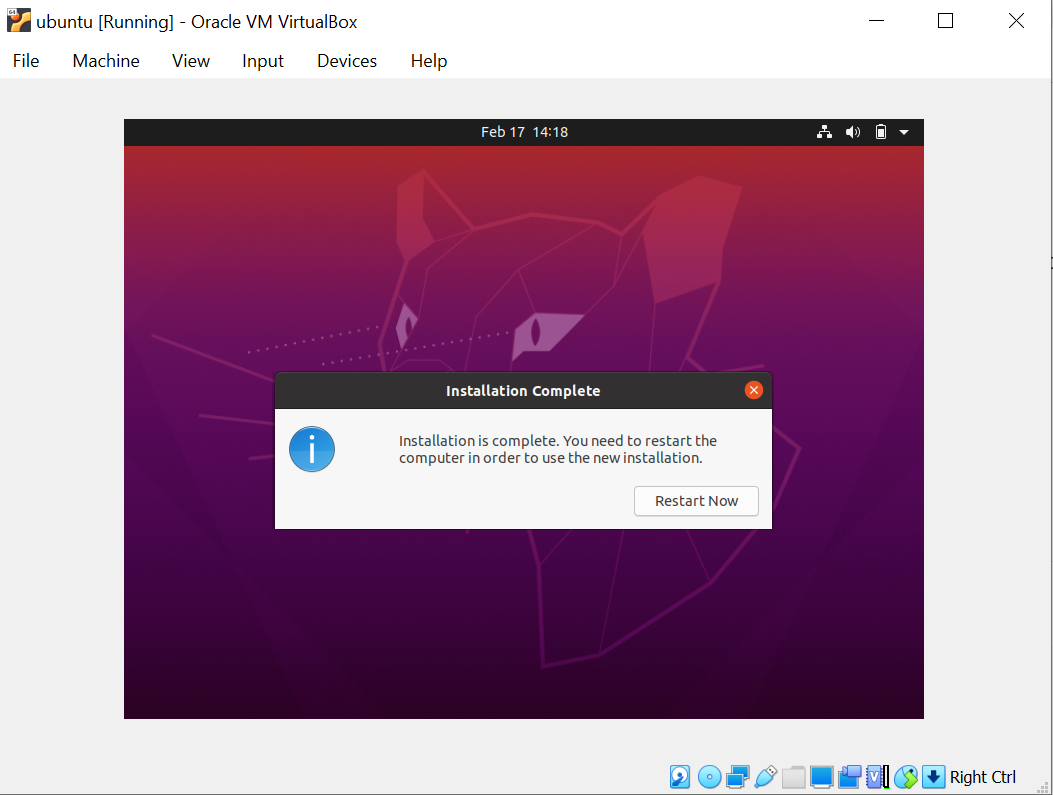 ubuntu [Running] - Oracle VM VirtualBox
File Machine View Input Devices Help
Feb 17 14:18
Installation Complete
Installation is complete. You need to restart the
computer in order to use the new installation.
Restart Now
Right Ctrl